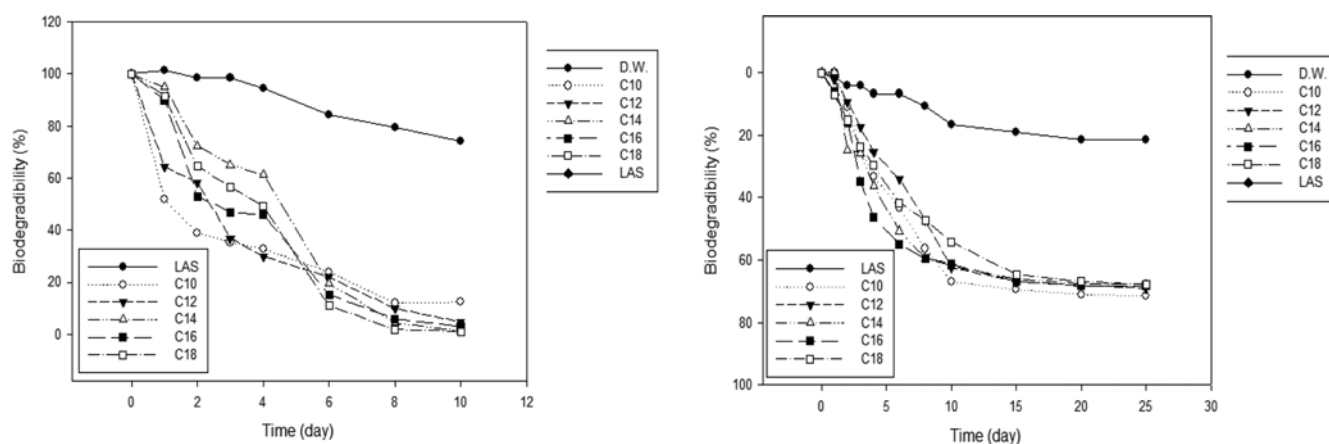 120
100
80
60
40
20
0
Biodegradibility (%)
0 2 4 6 8 10 12
Time (day)
LAS
C10
C12
C14
C16
C18
D.W.
C10
C12
C14
C16
C18
LAS
0
20
40
60
80
100
Biodegradibility (%)
0 5 10 15 20 25 30
Time (day)
LAS
C10
C12
C14
C16
C18
D.W.
C10
C12
C14
C16
C18
LAS